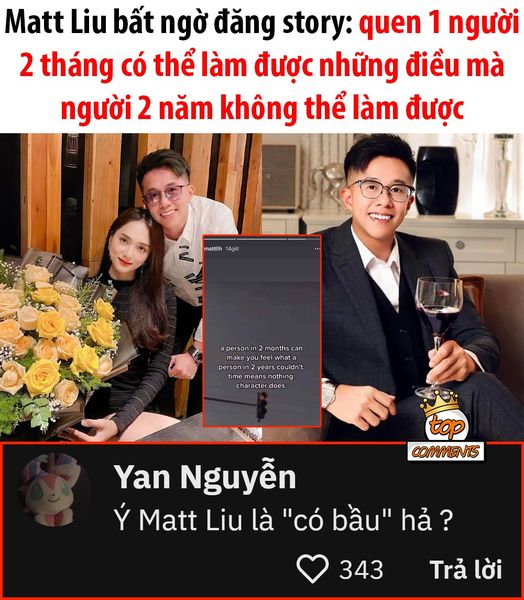 Matt Liu bất ngờ đăng story: quen 1 người
2 tháng có thể làm được những điều mà
người 2 năm không thể làm được
mattlih 14giờ
a person in 2 months can
make you feel what a
person in 2 years couldn't
time means nothing
character does.
top
COMMENTS
Yan Nguyễn
Ý Matt Liu là "có bầu" hả ?
343 Trả lời